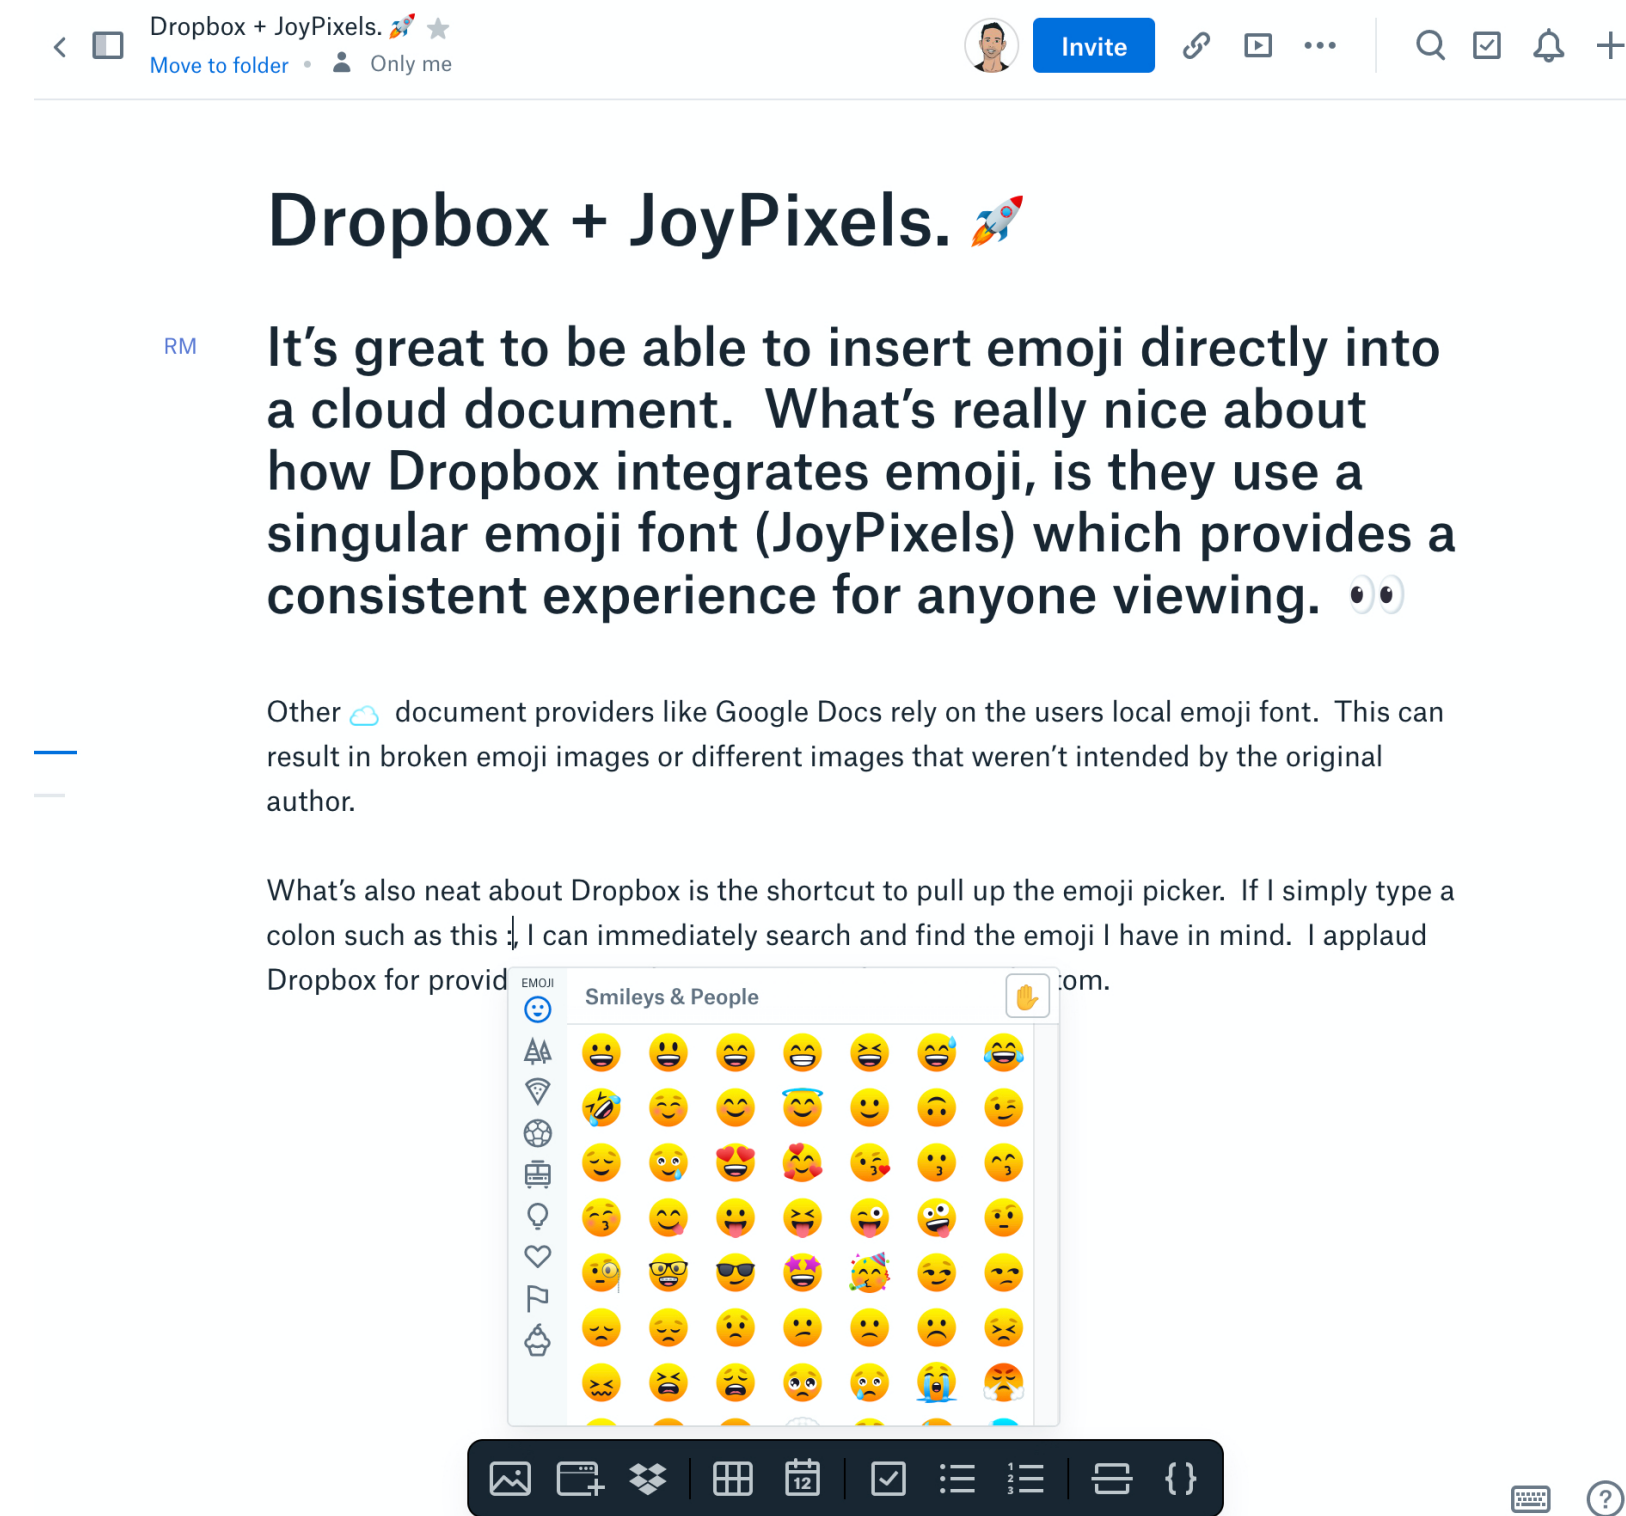 Dropbox + JoyPixels. 🚀
Move to folder • Only me
Invite
Dropbox + JoyPixels. 🚀
RM
It’s great to be able to insert emoji directly into
a cloud document.  What’s really nice about
how Dropbox integrates emoji, is they use a
singular emoji font (JoyPixels) which provides a
consistent experience for anyone viewing.  👀
Other ☁️ document providers like Google Docs rely on the users local emoji font.  This can
result in broken emoji images or different images that weren’t intended by the original
author.
What’s also neat about Dropbox is the shortcut to pull up the emoji picker.  If I simply type a
colon such as this :, I can immediately search and find the emoji I have in mind.  I applaud
Dropbox for
EMOJI
Smileys & People
12
1
2
3
{ }
?